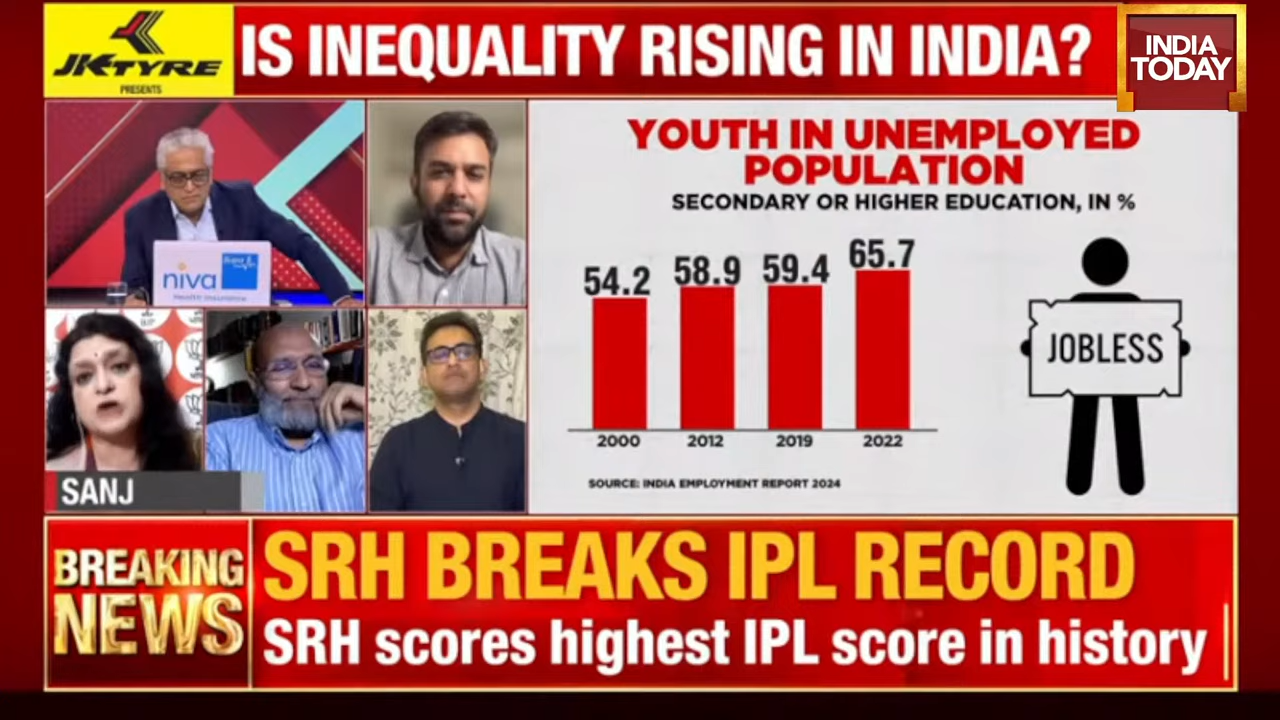 JK TYRE
PRESENTS
IS INEQUALITY RISING IN INDIA?
INDIA
TODAY
niva
Health Insurance
YOUTH IN UNEMPLOYED
POPULATION
SECONDARY OR HIGHER EDUCATION, IN %
54.2 58.9 59.4 65.7
2000 2012 2019 2022
JOBLESS
SOURCE: INDIA EMPLOYMENT REPORT 2024
SANJ
BREAKING
NEWS
SRH BREAKS IPL RECORD
SRH scores highest IPL score in history